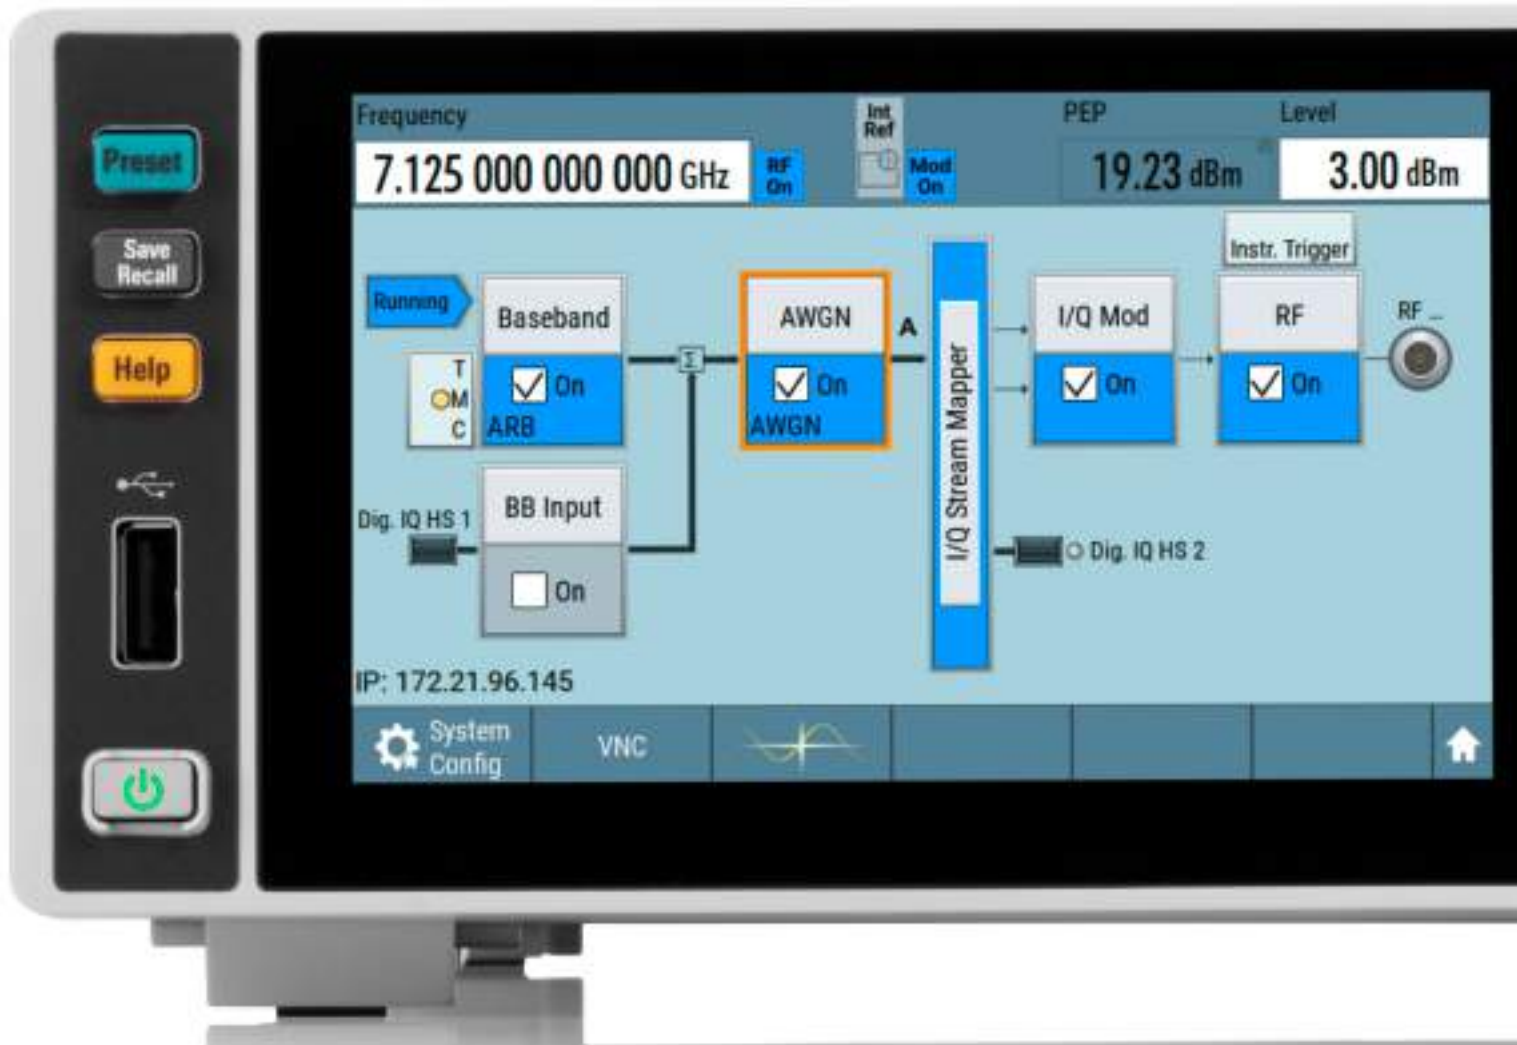 Preset
Save
Recall
Help
Frequency
7.125 000 000 000 GHz
RF
On
Int
Ref
Mod
On
PEP
19.23 dBm
Level
3.00 dBm
Running
Baseband
On
ARB
T
M
C
Σ
AWGN
On
AWGN
A
I/Q Stream Mapper
I/Q Mod
On
Instr. Trigger
RF
On
RF ...
Dig. IQ HS 1
BB Input
On
Dig. IQ HS 2
IP: 172.21.96.145
System
Config
VNC